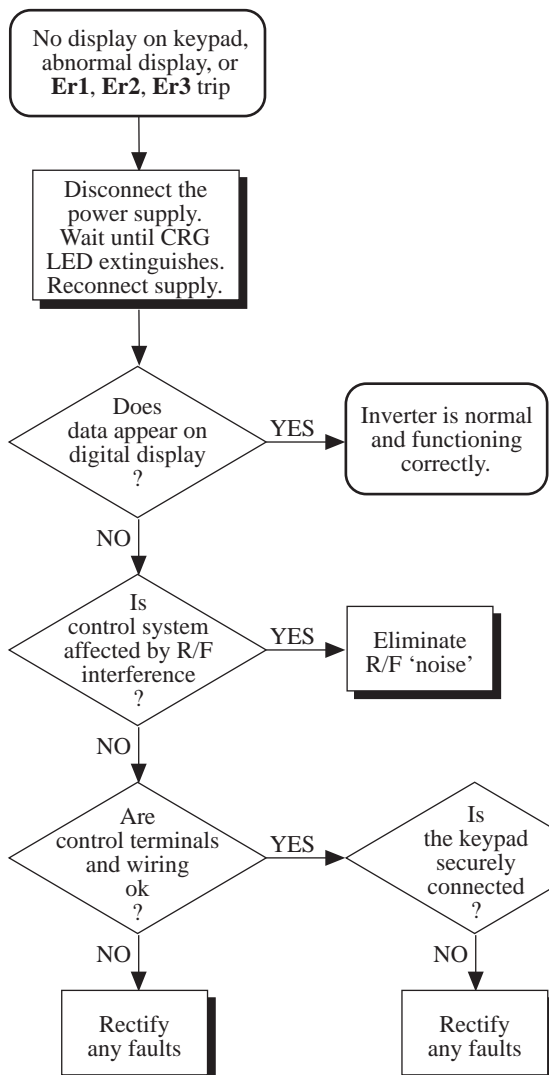 No display on keypad,
abnormal display, or
Er1, Er2, Er3 trip
Disconnect the
power supply.
Wait until CRG
LED extinguishes.
Reconnect supply.
Does
data appear on
digital display
?
YES
Inverter is normal
and functioning
correctly.
NO
Is
control system
affected by R/F
interference
?
YES
Eliminate
R/F ‘noise’
NO
Are
control terminals
and wiring
ok
?
YES
Is
the keypad
securely
connected
?
NO
Rectify
any faults
NO
Rectify
any faults